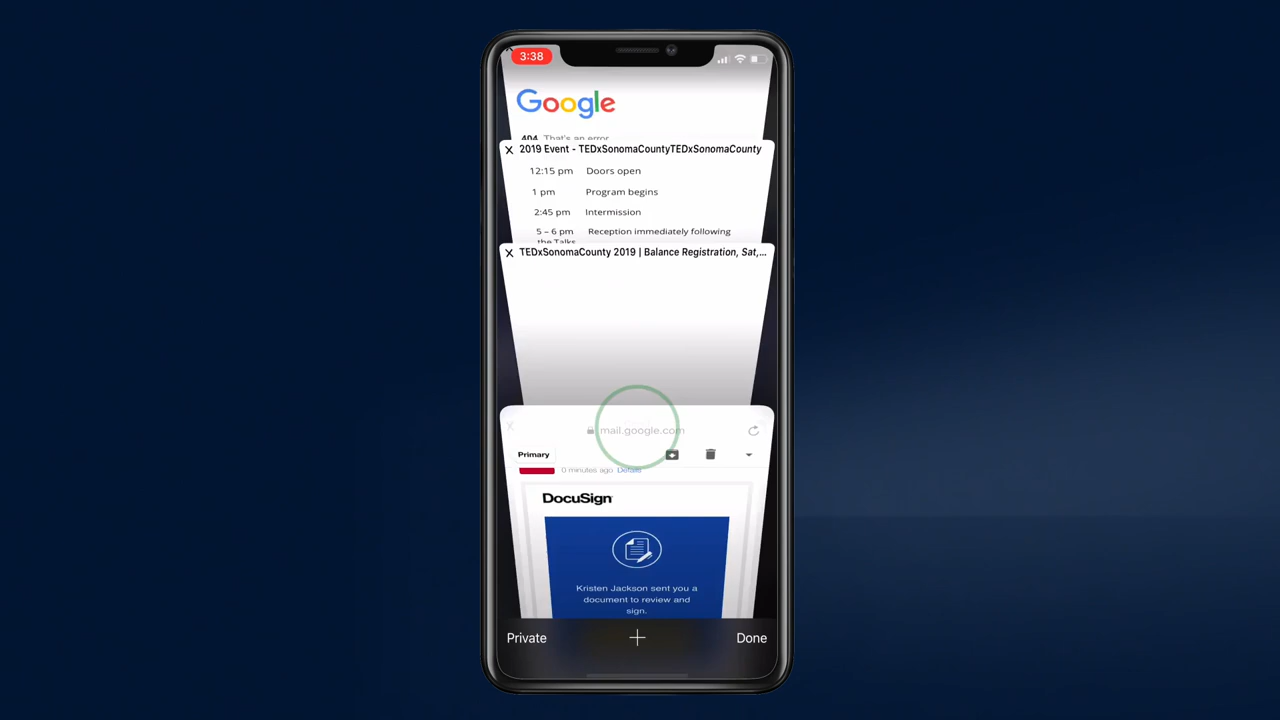 3:38
Google
404. That's an error
X 2019 Event - TEDxSonomaCountyTEDxSonomaCounty
12:15 pm Doors open
1 pm Program begins
2:45 pm Intermission
5 – 6 pm Reception immediately following
the Talks
X TEDxSonomaCounty 2019 | Balance Registration, Sat,...
X mail.google.com
Primary
0 minutes ago Details
DocuSign
Kristen Jackson sent you a
document to review and
sign.
Private + Done